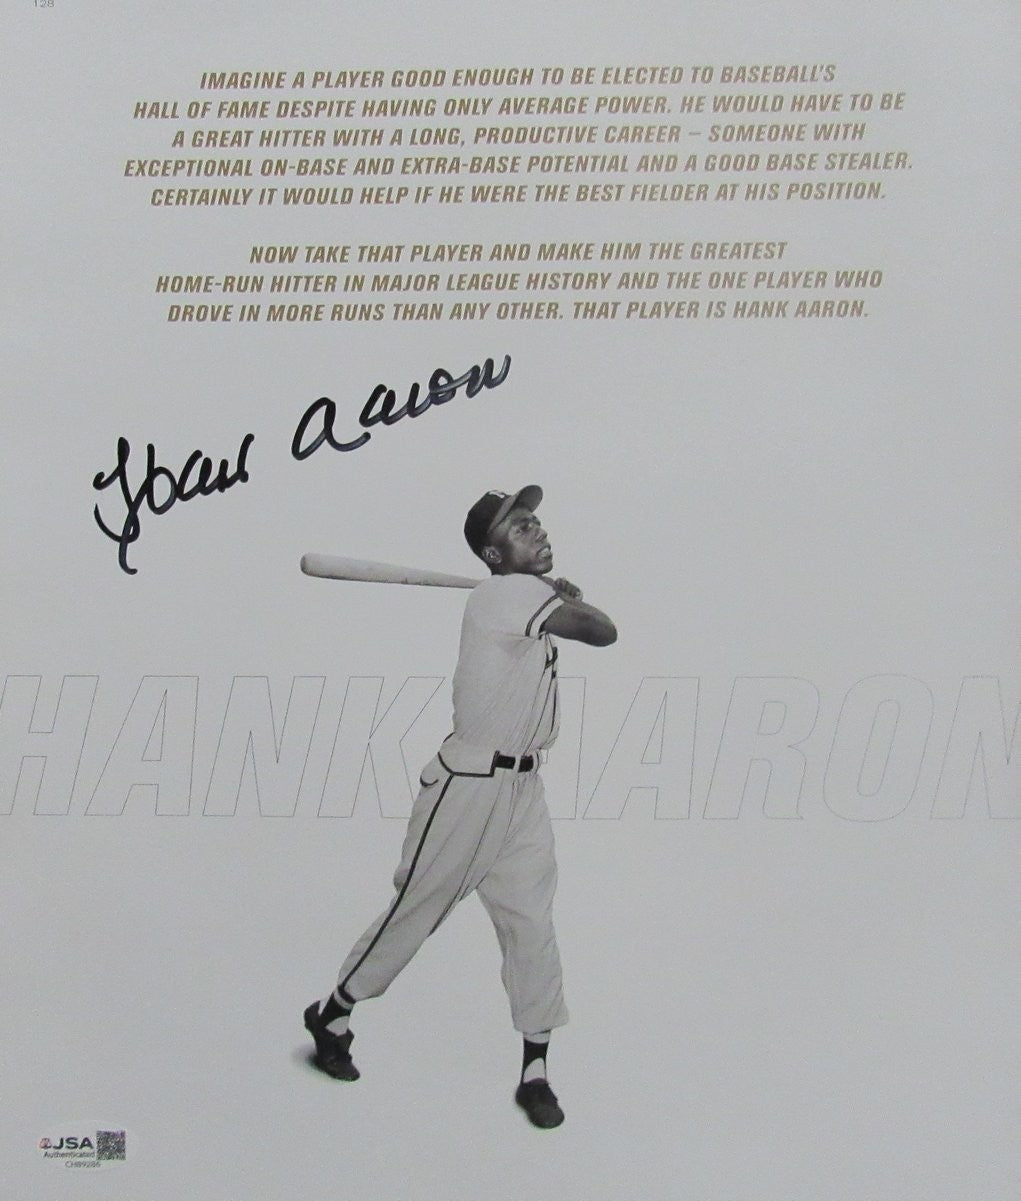 128
IMAGINE A PLAYER GOOD ENOUGH TO BE ELECTED TO BASEBALL'S
HALL OF FAME DESPITE HAVING ONLY AVERAGE POWER. HE WOULD HAVE TO BE
A GREAT HITTER WITH A LONG, PRODUCTIVE CAREER – SOMEONE WITH
EXCEPTIONAL ON-BASE AND EXTRA-BASE POTENTIAL AND A GOOD BASE STEALER.
CERTAINLY IT WOULD HELP IF HE WERE THE BEST FIELDER AT HIS POSITION.
NOW TAKE THAT PLAYER AND MAKE HIM THE GREATEST
HOME-RUN HITTER IN MAJOR LEAGUE HISTORY AND THE ONE PLAYER WHO
DROVE IN MORE RUNS THAN ANY OTHER. THAT PLAYER IS HANK AARON.
Hank Aaron
HANK AARON
JSA
Authenticated
CH89286